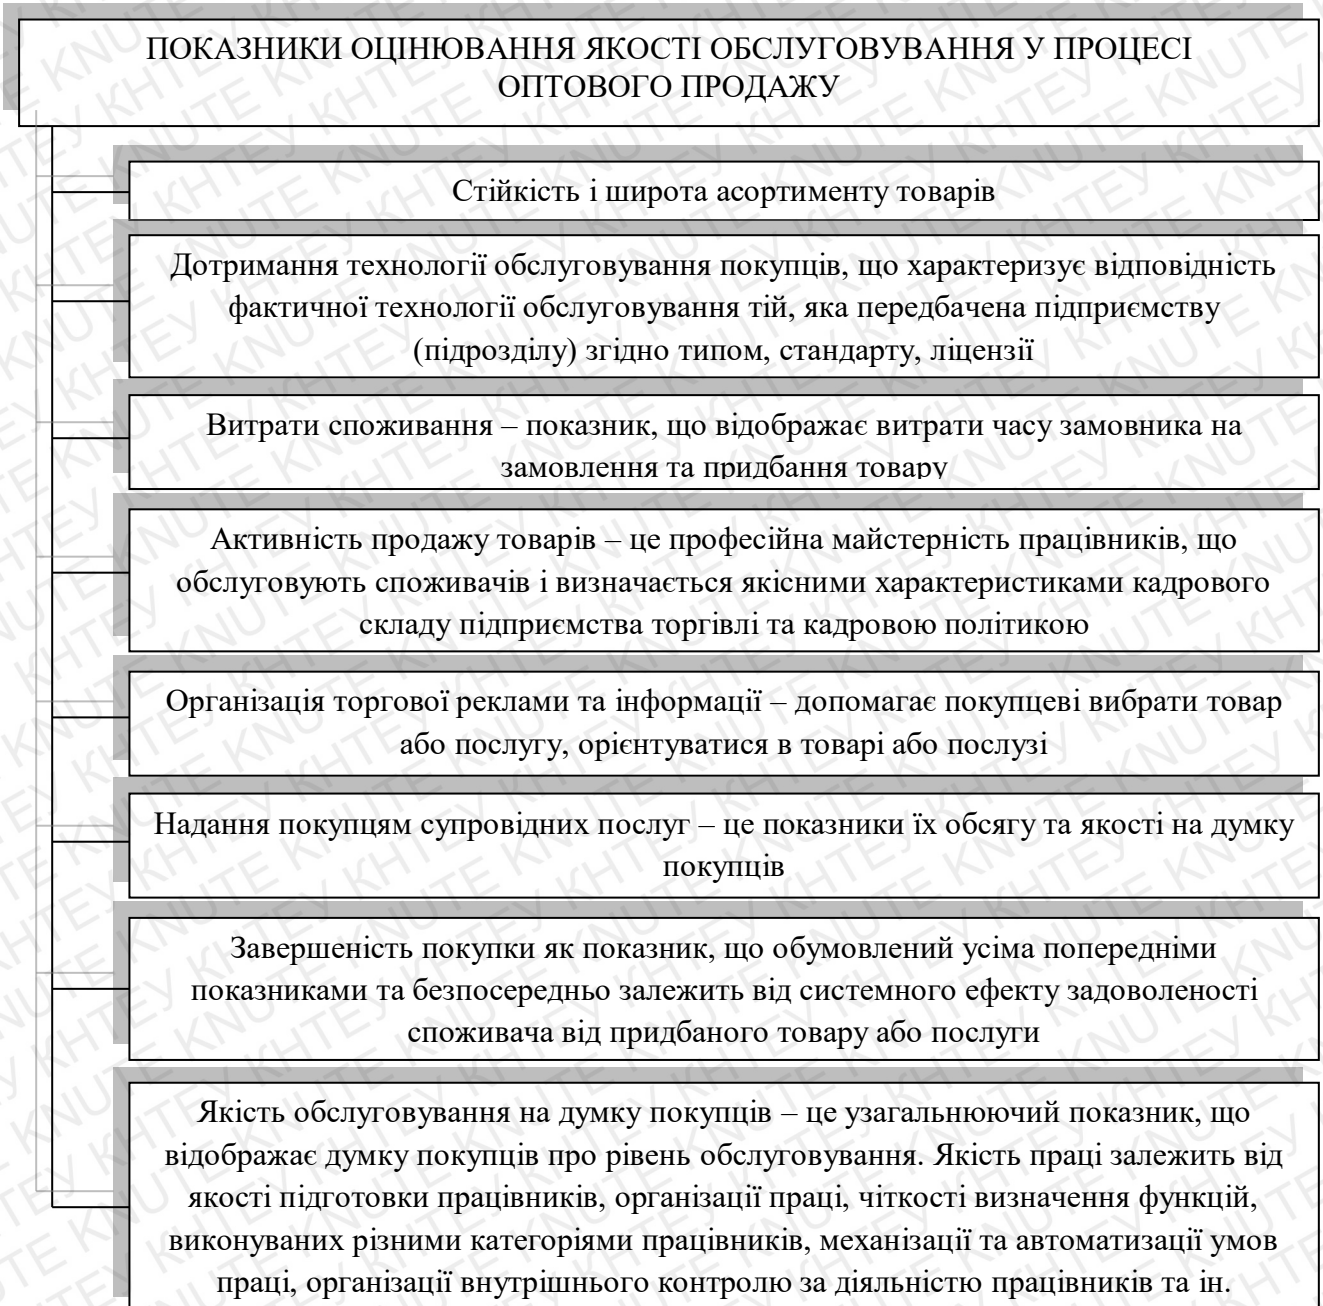 ПОКАЗНИКИ ОЦІНЮВАННЯ ЯКОСТІ ОБСЛУГОВУВАННЯ У ПРОЦЕСІ
ОПТОВОГО ПРОДАЖУ
Стійкість і широта асортименту товарів
Дотримання технології обслуговування покупців, що характеризує відповідність
фактичної технології обслуговування тій, яка передбачена підприємству
(підрозділу) згідно типом, стандарту, ліцензії
Витрати споживання – показник, що відображає витрати часу замовника на
замовлення та придбання товару
Активність продажу товарів – це професійна майстерність працівників, що
обслуговують споживачів і визначається якісними характеристиками кадрового
складу підприємства торгівлі та кадровою політикою
Організація торгової реклами та інформації – допомагає покупцеві вибрати товар
або послугу, орієнтуватися в товарі або послузі
Надання покупцям супровідних послуг – це показники їх обсягу та якості на думку
покупців
Завершеність покупки як показник, що обумовлений усіма попередніми
показниками та безпосередньо залежить від системного ефекту задоволеності
споживача від придбаного товару або послуги
Якість обслуговування на думку покупців – це узагальнюючий показник, що
відображає думку покупців про рівень обслуговування. Якість праці залежить від
якості підготовки працівників, організації праці, чіткості визначення функцій,
виконуваних різними категоріями працівників, механізації та автоматизації умов
праці, організації внутрішнього контролю за діяльністю працівників та ін.